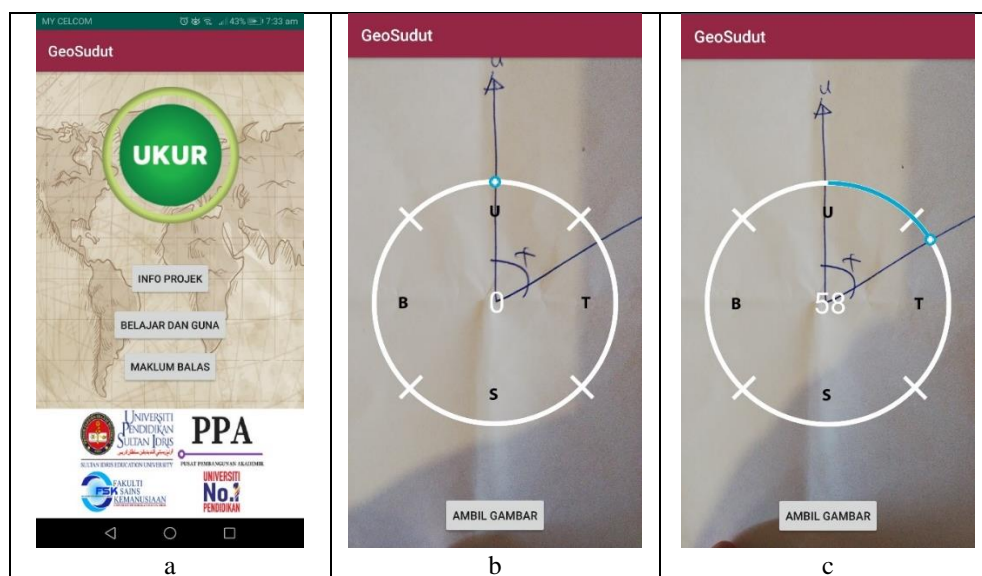 MY CELCOM 43% 7:33 am
GeoSudut
UKUR
INFO PROJEK
BELAJAR DAN GUNA
MAKLUM BALAS
UNIVERSITI
PENDIDIKAN
SULTAN IDRIS
SULTAN IDRIS EDUCATION UNIVERSITY
PPA
PUSAT PEMBANGUNAN AKADEMIK
FSK
FAKULTI
SAINS
KEMANUSIAAN
UNIVERSITI
No.1
PENDIDIKAN
a
GeoSudut
U
U
x
B
0
T
S
AMBIL GAMBAR
b
GeoSudut
U
U
x
B
58
T
S
AMBIL GAMBAR
c